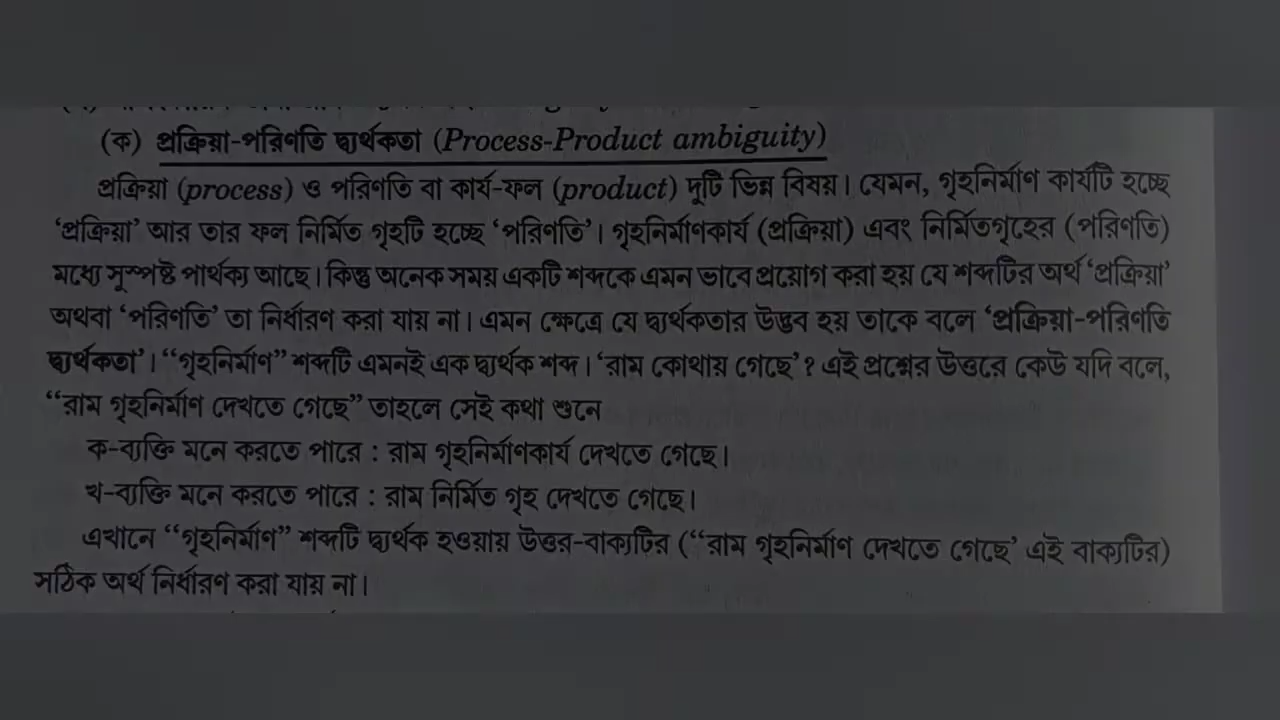 (ক) প্রক্রিয়া-পরিণতি দ্ব্যর্থকতা (Process-Product ambiguity)
প্রক্রিয়া (process) ও পরিণতি বা কার্য-ফল (product) দুটি ভিন্ন বিষয়। যেমন, গৃহনির্মাণ কার্যটি হচ্ছে
‘প্রক্রিয়া’ আর তার ফল নির্মিত গৃহটি হচ্ছে ‘পরিণতি’। গৃহনির্মাণকার্য (প্রক্রিয়া) এবং নির্মিতগৃহের (পরিণতি)
মধ্যে সুস্পষ্ট পার্থক্য আছে। কিন্তু অনেক সময় একটি শব্দকে এমন ভাবে প্রয়োগ করা হয় যে শব্দটির অর্থ ‘প্রক্রিয়া’
অথবা ‘পরিণতি’ তা নির্ধারণ করা যায় না। এমন ক্ষেত্রে যে দ্ব্যর্থকতার উদ্ভব হয় তাকে বলে ‘প্রক্রিয়া-পরিণতি
দ্ব্যর্থকতা’। “গৃহনির্মাণ” শব্দটি এমনই এক দ্ব্যর্থক শব্দ। ‘রাম কোথায় গেছে’? এই প্রশ্নের উত্তরে কেউ যদি বলে,
“রাম গৃহনির্মাণ দেখতে গেছে” তাহলে সেই কথা শুনে
ক-ব্যক্তি মনে করতে পারে : রাম গৃহনির্মাণকার্য দেখতে গেছে।
খ-ব্যক্তি মনে করতে পারে : রাম নির্মিত গৃহ দেখতে গেছে।
এখানে “গৃহনির্মাণ” শব্দটি দ্ব্যর্থক হওয়ায় উত্তর-বাক্যটির (“রাম গৃহনির্মাণ দেখতে গেছে’ এই বাক্যটির)
সঠিক অর্থ নির্ধারণ করা যায় না।